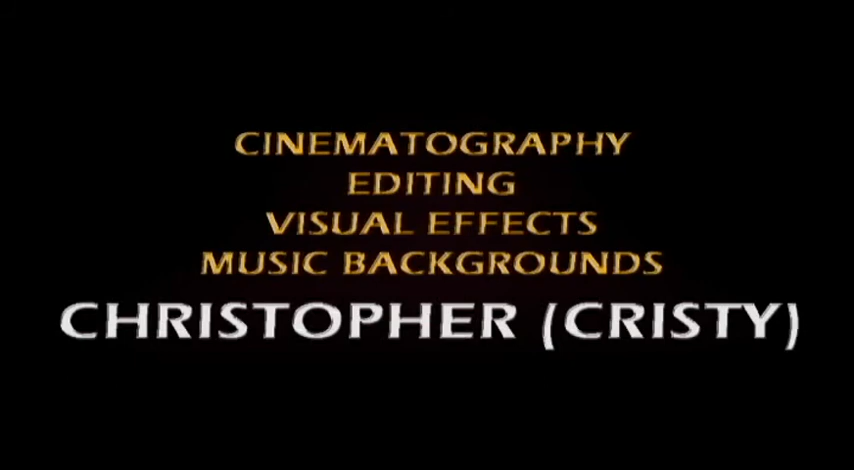 CINEMATOGRAPHY
EDITING
VISUAL EFFECTS
MUSIC BACKGROUNDS
CHRISTOPHER (CRISTY)